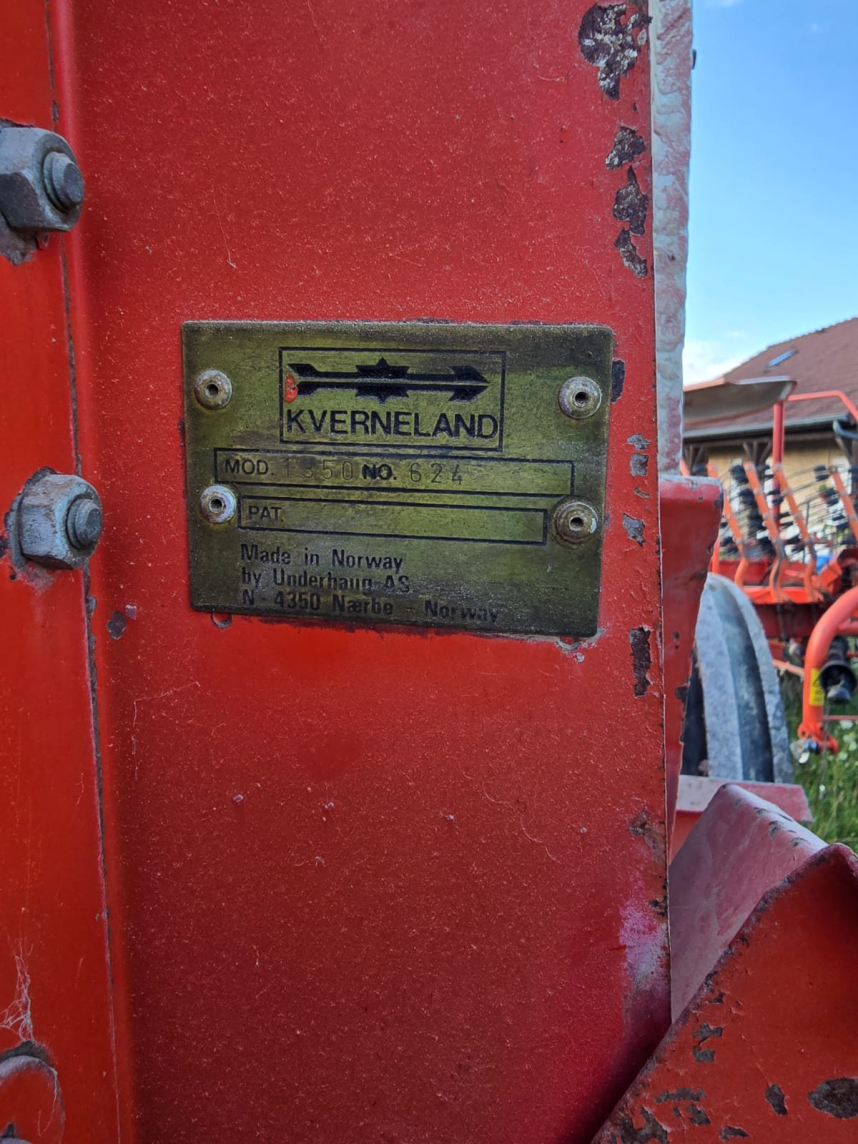 KVERNELAND
MOD. 1350 NO. 624
PAT.
Made in Norway
by Underhaug AS
N - 4350 Nærbø - Norway